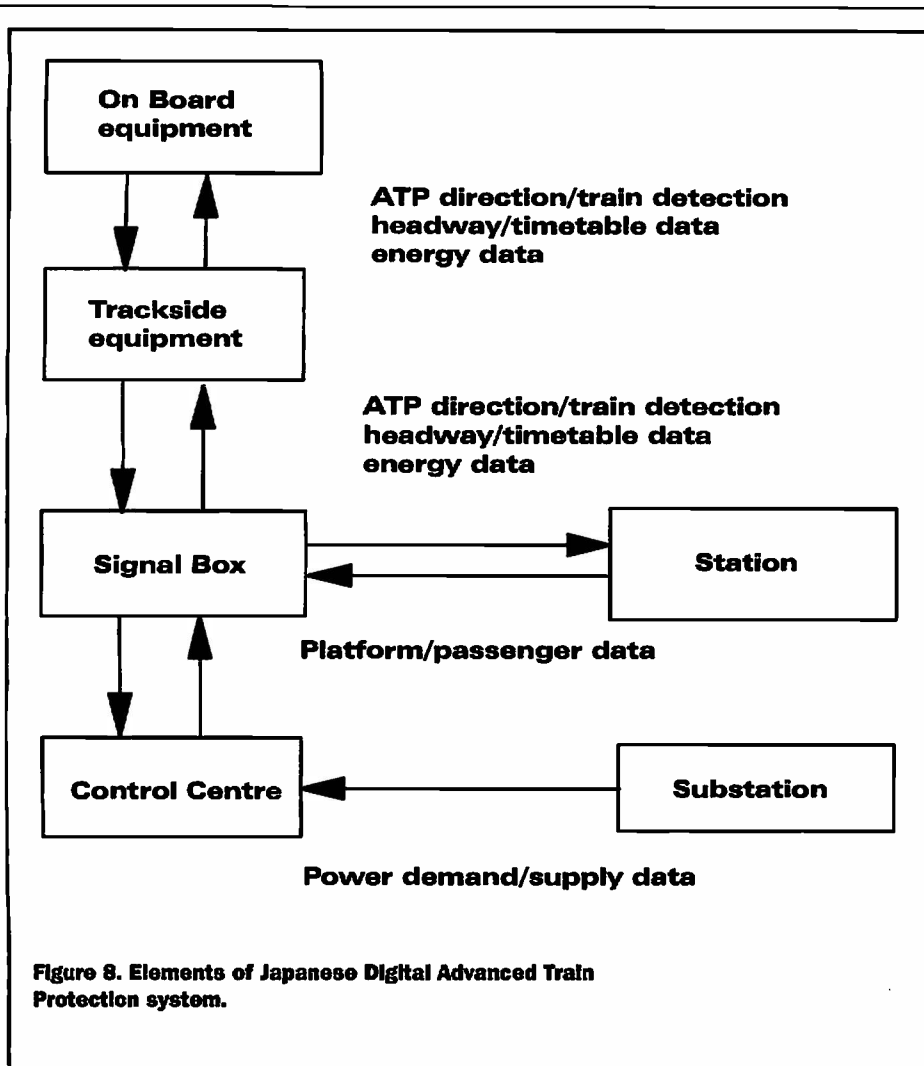 On Board
equipment
ATP direction/train detection
headway/timetable data
energy data
Trackside
equipment
ATP direction/train detection
headway/timetable data
energy data
Signal Box
Station
Platform/passenger data
Control Centre
Substation
Power demand/supply data
Figure 8. Elements of Japanese Digital Advanced Train
Protection system.